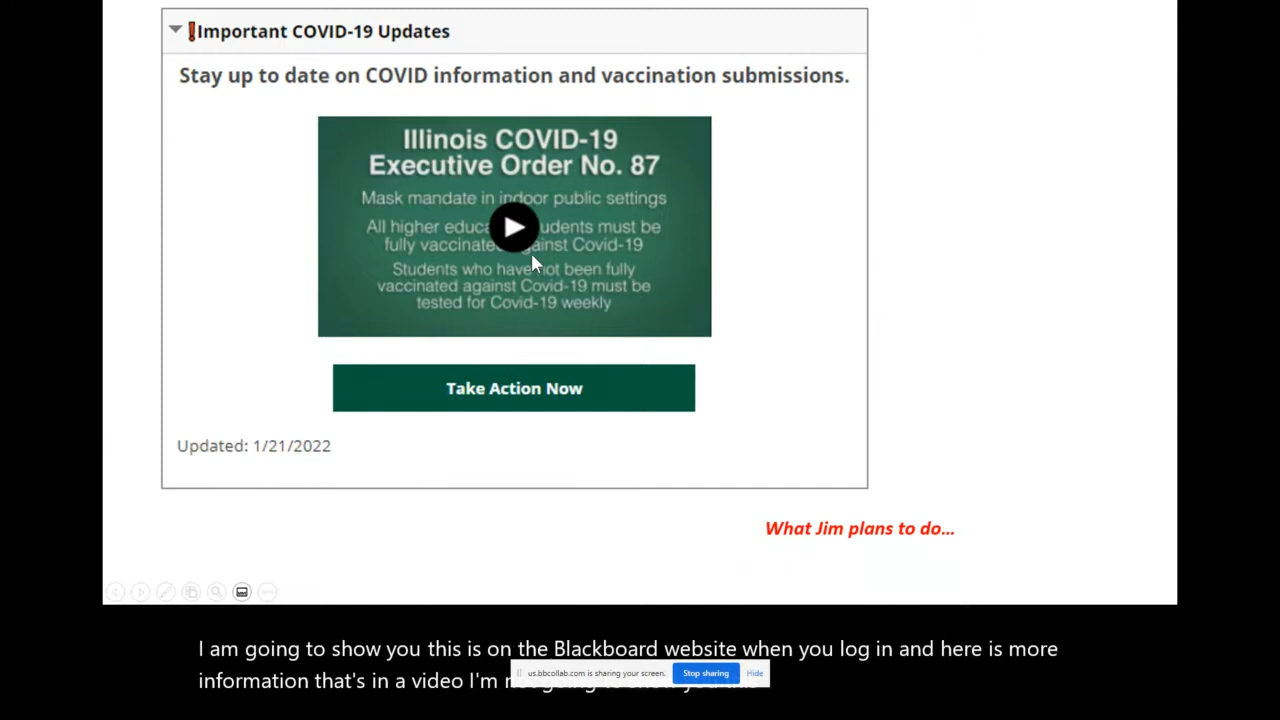 Important COVID-19 Updates
Stay up to date on COVID information and vaccination submissions.
Illinois COVID-19
Executive Order No. 87
Mask mandate in indoor public settings
All higher educa udents must be
fully vaccinated against Covid-19
Students who have not been fully
vaccinated against Covid-19 must be
tested for Covid-19 weekly
Take Action Now
Updated: 1/21/2022
What Jim plans to do...
I am going to show you this is on the Blackboard website when you log in and here is more
information that's in a video I'm
us.bbcollab.com is sharing your screen.
Stop sharing
Hide